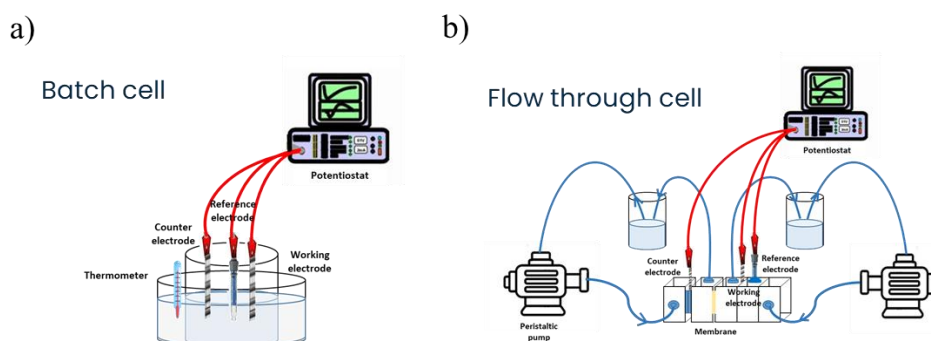 a)
Batch cell
Potentiostat
Reference
electrode
Counter
electrode
Working
electrode
Thermometer
b)
Flow through cell
Potentiostat
Counter
electrode
Reference
electrode
Working
electrode
Peristaltic
pump
Membrane